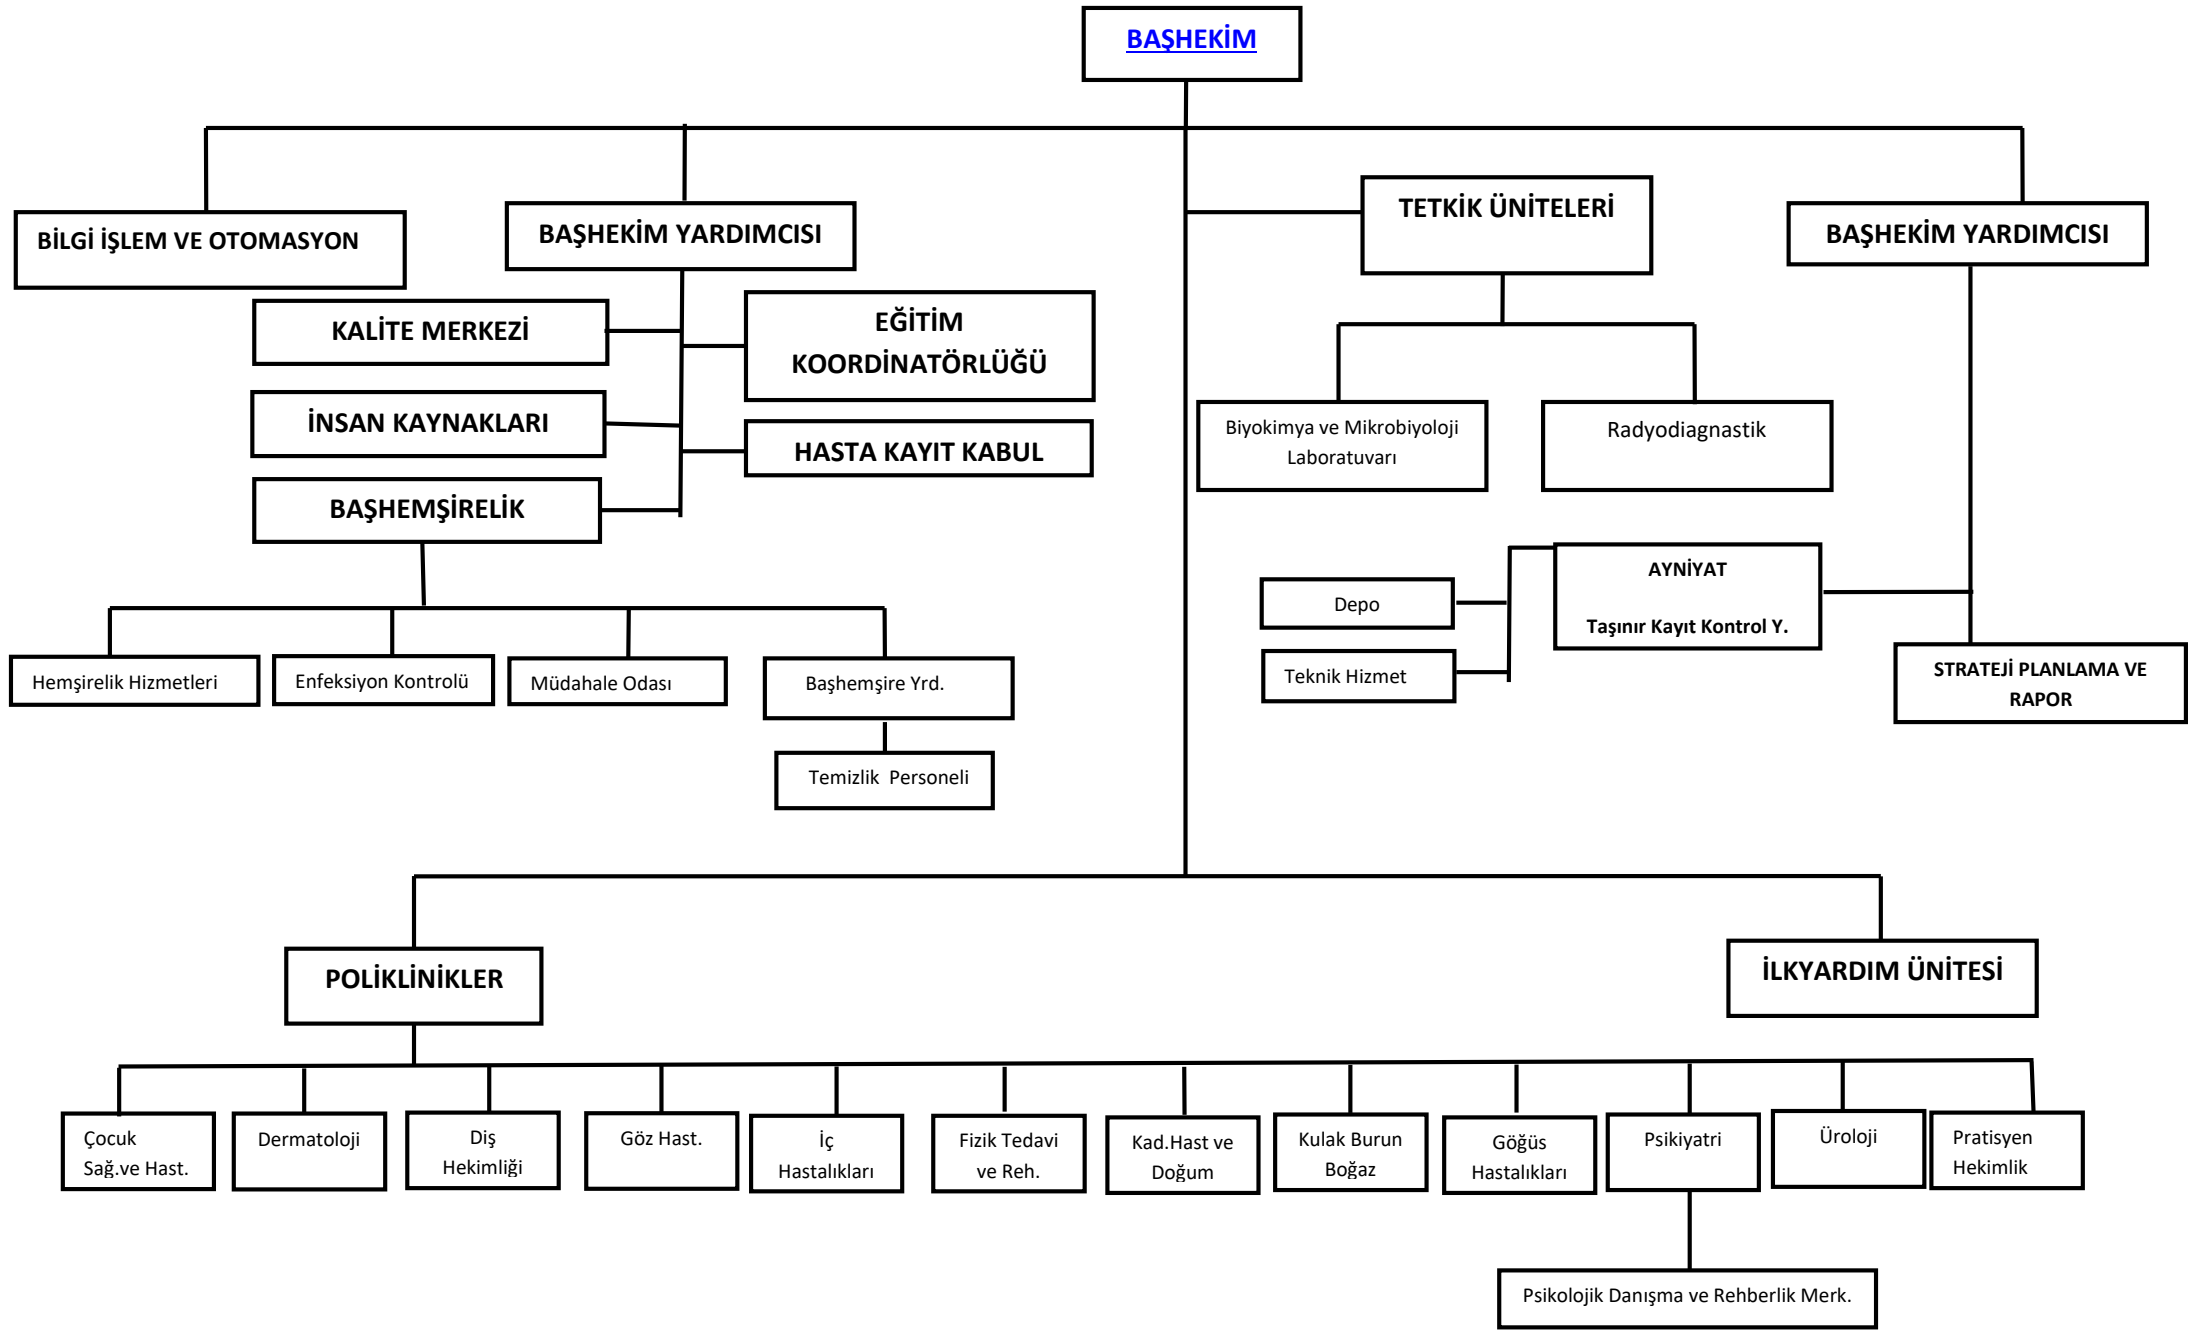 BAŞHEKİM
BİLGİ İŞLEM VE OTOMASYON
BAŞHEKİM YARDIMCISI
TETKİK ÜNİTELERİ
BAŞHEKİM YARDIMCISI
KALİTE MERKEZİ
EĞİTİM
KOORDİNATÖRLÜĞÜ
İNSAN KAYNAKLARI
HASTA KAYIT KABUL
BAŞHEMŞİRELİK
Biyokimya ve Mikrobiyoloji
Laboratuvarı
Radyodiagnastik
AYNİYAT
Taşınır Kayıt Kontrol Y.
Depo
Teknik Hizmet
STRATEJİ PLANLAMA VE
RAPOR
Hemşirelik Hizmetleri
Enfeksiyon Kontrolü
Müdahale Odası
Başhemşire Yrd.
Temizlik  Personeli
POLİKLİNİKLER
İLKYARDIM ÜNİTESİ
Çocuk
Sağ.ve Hast.
Dermatoloji
Diş
Hekimliği
Göz Hast.
İç
Hastalıkları
Fizik Tedavi
ve Reh.
Kad.Hast ve
Doğum
Kulak Burun
Boğaz
Göğüs
Hastalıkları
Psikiyatri
Üroloji
Pratisyen
Hekimlik
Psikolojik Danışma ve Rehberlik Merk.